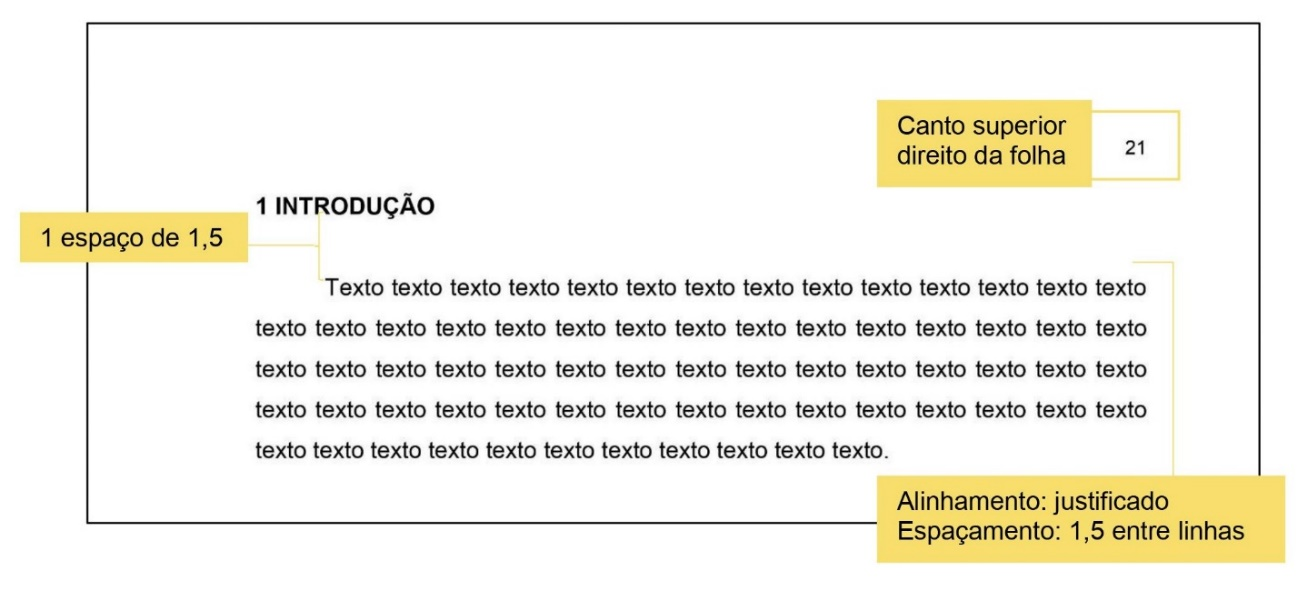 Canto superior
direito da folha
21
1 INTRODUÇÃO
1 espaço de 1,5
Texto texto texto texto texto texto texto texto texto texto texto texto texto texto
texto texto texto texto texto texto texto texto texto texto texto texto texto texto texto
texto texto texto texto texto texto texto texto texto texto texto texto texto texto texto
texto texto texto texto texto texto texto texto texto texto texto texto texto texto texto
texto texto texto texto texto texto texto texto texto texto texto.
Alinhamento: justificado
Espaçamento: 1,5 entre linhas